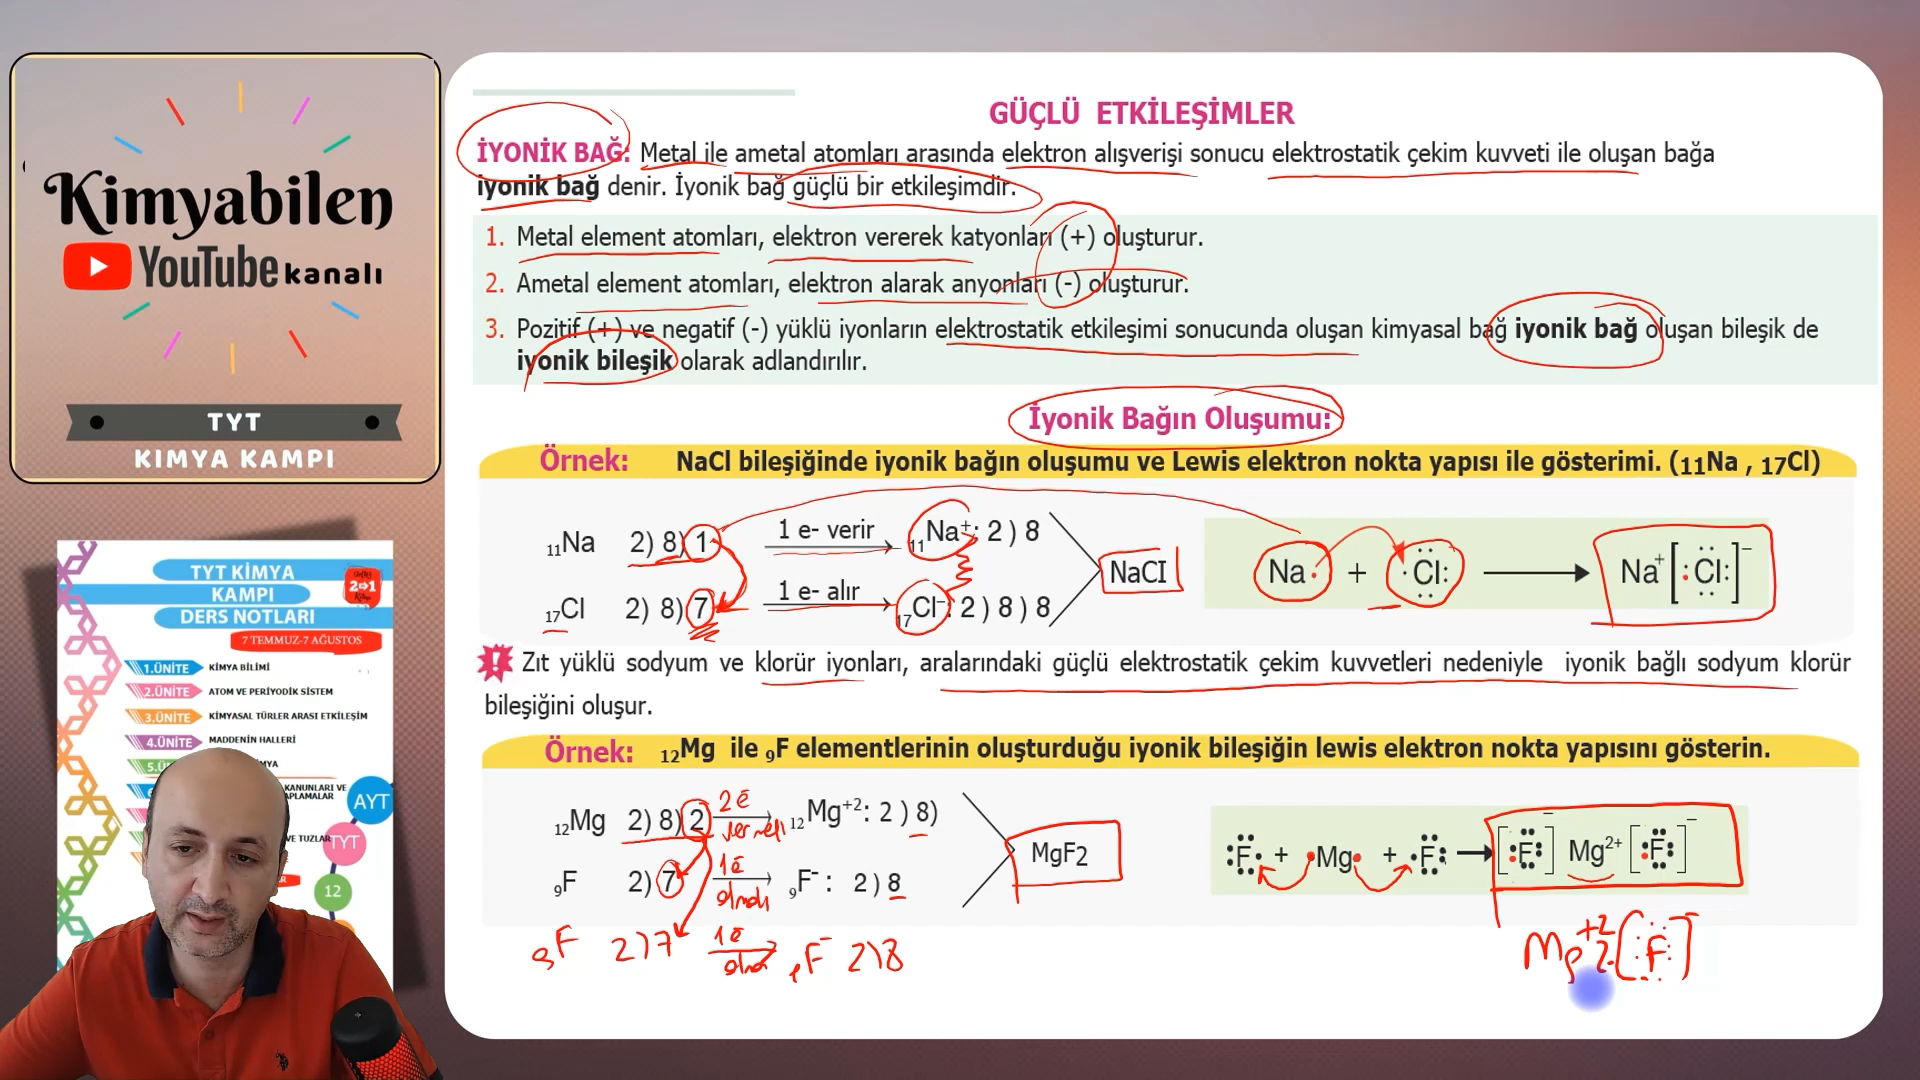 Kimyabilen
YouTube kanalı
TYT
KIMYA KAMPI
TYT KİMYA
KAMPI
DERS NOTLARI
2⇨1
7 TEMMUZ-7 AĞUSTOS
1.ÜNİTE KİMYA BİLİMİ
2.ÜNİTE ATOM VE PERİYODİK SİSTEM
3.ÜNİTE KİMYASAL TÜRLER ARASI ETKİLEŞİM
4.ÜNİTE MADDENİN HALLERİ
KANUNLARI VE
VE TUZLAR
AYT
TYT
12
GÜÇLÜ ETKİLEŞİMLER
İYONİK BAĞ: Metal ile ametal atomları arasında elektron alışverişi sonucu elektrostatik çekim kuvveti ile oluşan bağa
iyonik bağ denir. İyonik bağ güçlü bir etkileşimdir.
1. Metal element atomları, elektron vererek katyonları (+) oluşturur.
2. Ametal element atomları, elektron alarak anyonları (-) oluşturur.
3. Pozitif (+) ve negatif (-) yüklü iyonların elektrostatik etkileşimi sonucunda oluşan kimyasal bağ iyonik bağ oluşan bileşik de
iyonik bileşik olarak adlandırılır.
İyonik Bağın Oluşumu:
Örnek: NaCl bileşiğinde iyonik bağın oluşumu ve Lewis elektron nokta yapısı ile gösterimi. (₁₁Na , ₁₇Cl)
₁₁Na 2) 8) 1 1 e- verir ₁₁Na⁺: 2 ) 8
NaCl
Na· + ·Cl: → Na⁺[·Cl:]⁻
₁₇Cl 2) 8) 7 1 e- alır ₁₇Cl⁻: 2 ) 8 ) 8
! Zıt yüklü sodyum ve klorür iyonları, aralarındaki güçlü elektrostatik çekim kuvvetleri nedeniyle iyonik bağlı sodyum klorür
bileşiğini oluşur.
Örnek: ₁₂Mg ile ₉F elementlerinin oluşturduğu iyonik bileşiğin lewis elektron nokta yapısını gösterin.
₁₂Mg 2) 8) 2 2e ₁₂Mg⁺²: 2 ) 8)
MgF2
:F· + ·Mg· + ·F: → [:F:]⁻ Mg²⁺ [:F:]⁻
₉F 2) 7 1e ₉F⁻: 2 ) 8
₉F 2)7 1e ₉F⁻ 2)8
Mg⁺² 2[:F:]⁻